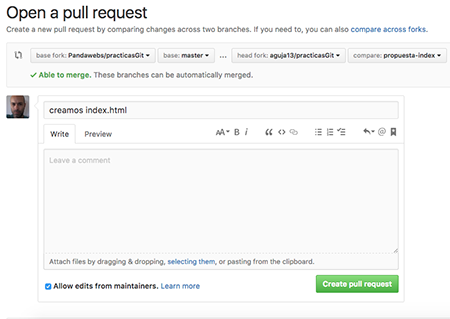 Open a pull request
Create a new pull request by comparing changes across two branches. If you need to, you can also compare across forks.
base fork: Pandawebs/practicasGit base: master ... head fork: aguja13/practicasGit compare: propuesta-index
✓ Able to merge. These branches can be automatically merged.
creamos index.html
Write Preview
AA B i “ <> @
Leave a comment
Attach files by dragging & dropping, selecting them, or pasting from the clipboard.
Allow edits from maintainers. Learn more
Create pull request